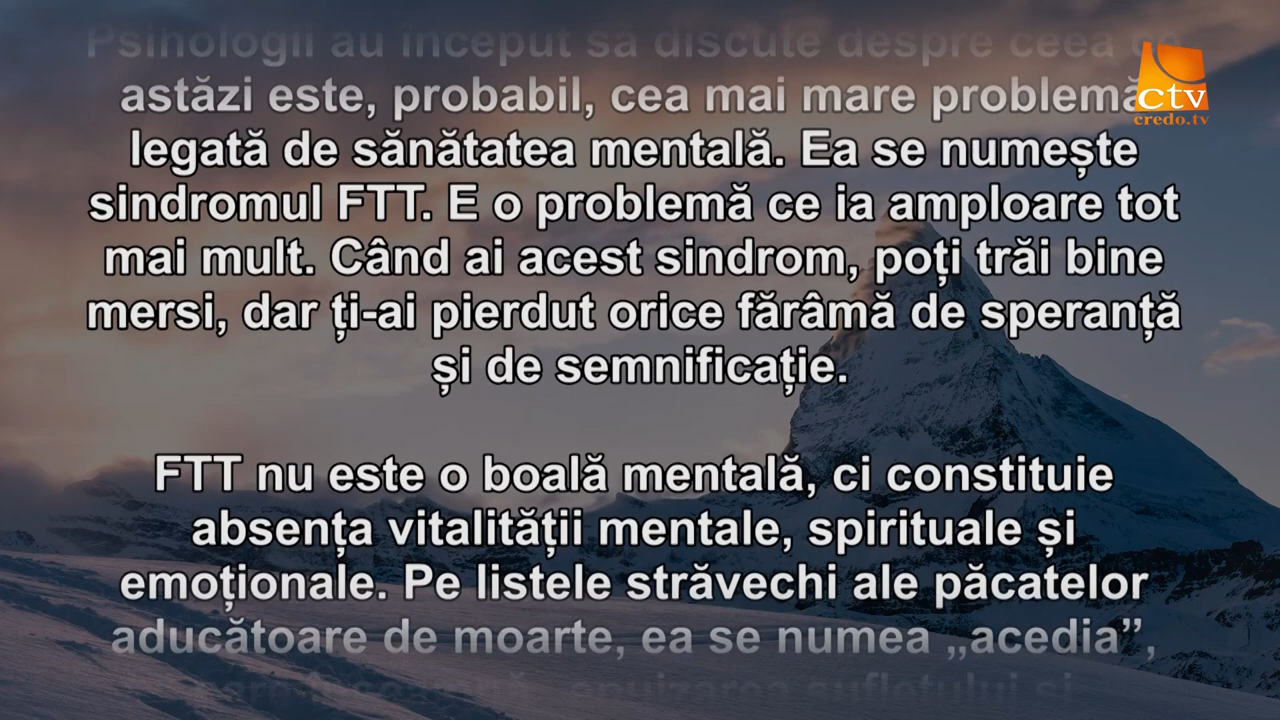 Psihologii au început să discute despre ceea
astăzi este, probabil, cea mai mare problemă
legată de sănătatea mentală. Ea se numește
sindromul FTT. E o problemă ce ia amploare tot
mai mult. Când ai acest sindrom, poți trăi bine
mersi, dar ți-ai pierdut orice fărâmă de speranță
și de semnificație.
FTT nu este o boală mentală, ci constituie
absența vitalității mentale, spirituale și
emoționale. Pe listele străvechi ale păcatelor
aducătoare de moarte, ea se numea „acedia”,
epuizarea sufletului și
ctv
credo.tv